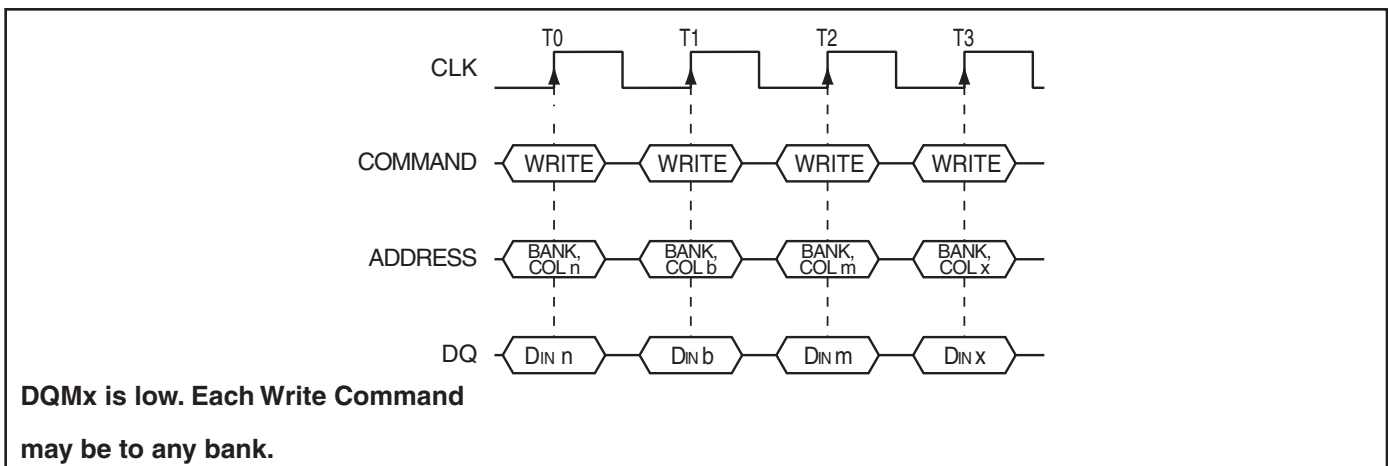 T0 T1 T2 T3
CLK
COMMAND WRITE WRITE WRITE WRITE
ADDRESS BANK, COL n BANK, COL b BANK, COL m BANK, COL x
DQ DIN n DIN b DIN m DIN x
DQMx is low. Each Write Command
may be to any bank.